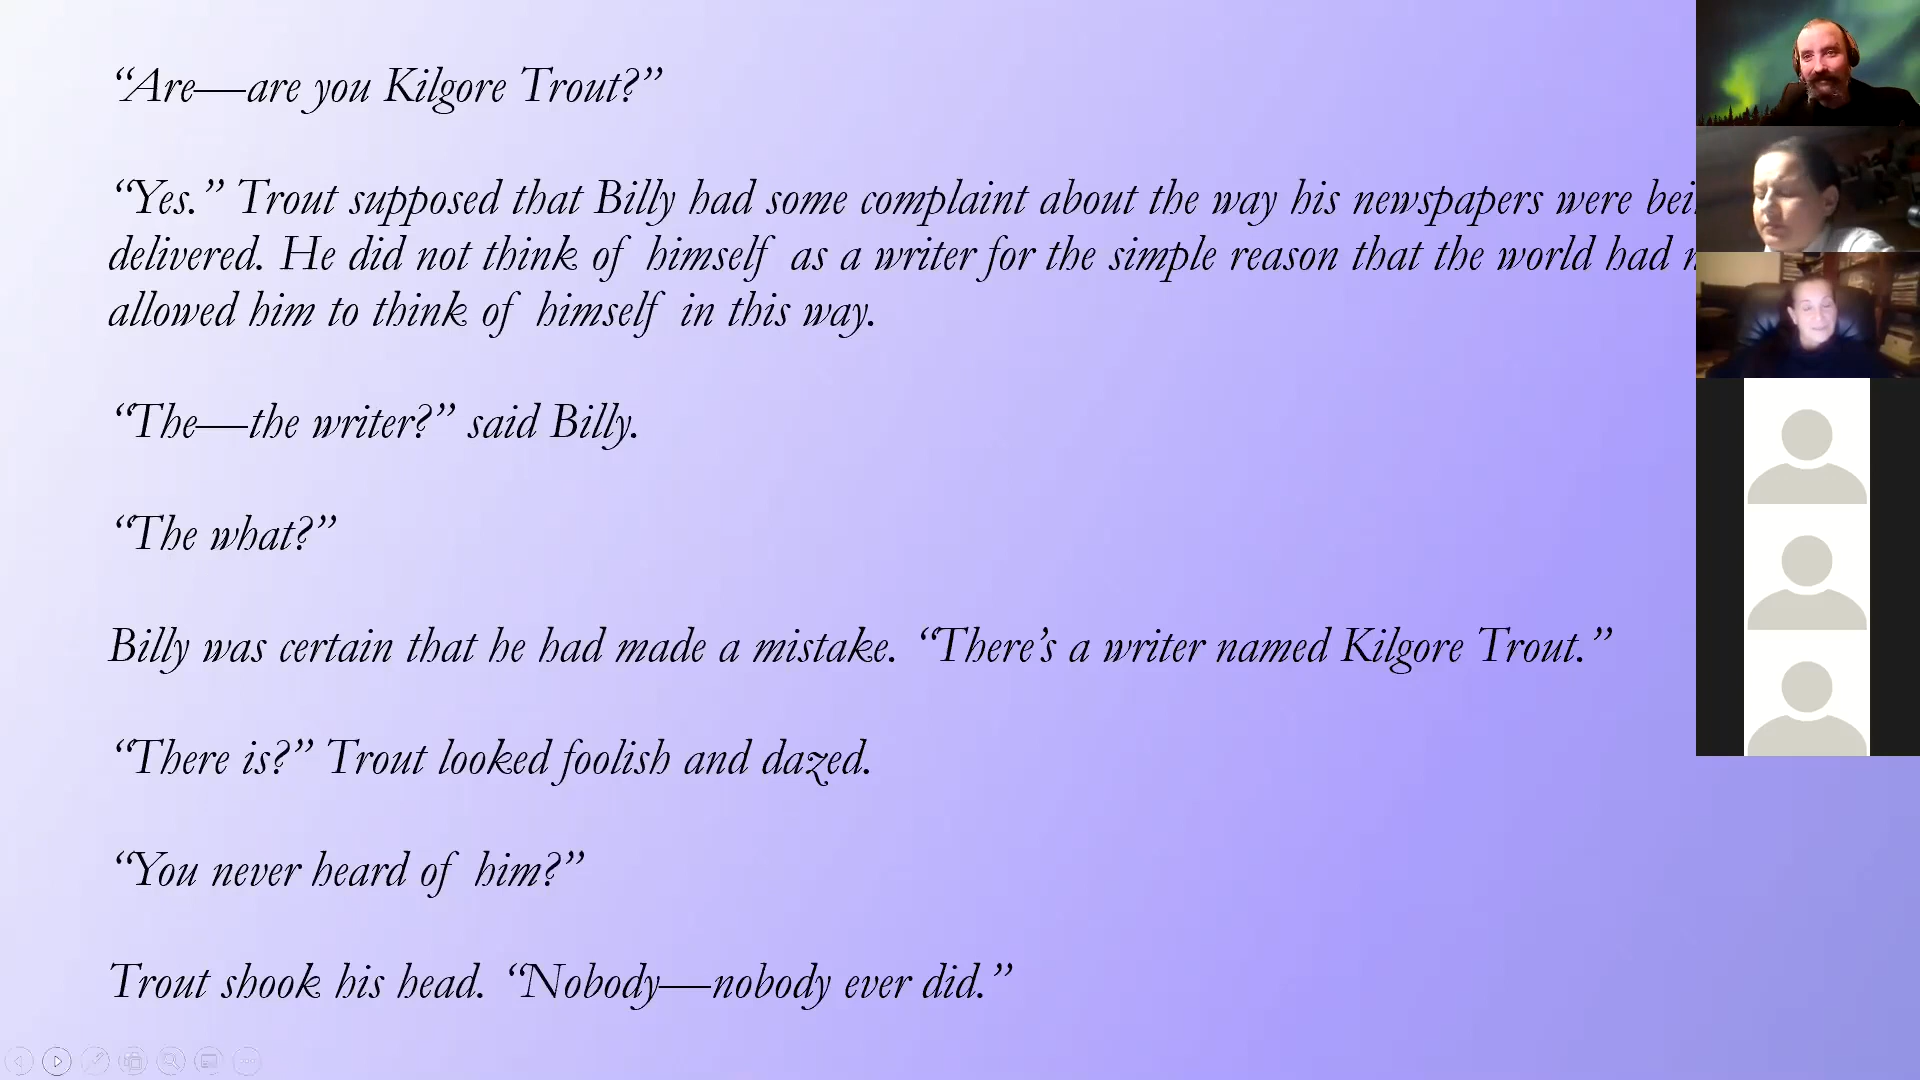 “Are—are you Kilgore Trout?”
“Yes.” Trout supposed that Billy had some complaint about the way his newspapers were
delivered. He did not think of himself as a writer for the simple reason that the world had
allowed him to think of himself in this way.
“The—the writer?” said Billy.
“The what?”
Billy was certain that he had made a mistake. “There’s a writer named Kilgore Trout.”
“There is?” Trout looked foolish and dazed.
“You never heard of him?”
Trout shook his head. “Nobody—nobody ever did.”